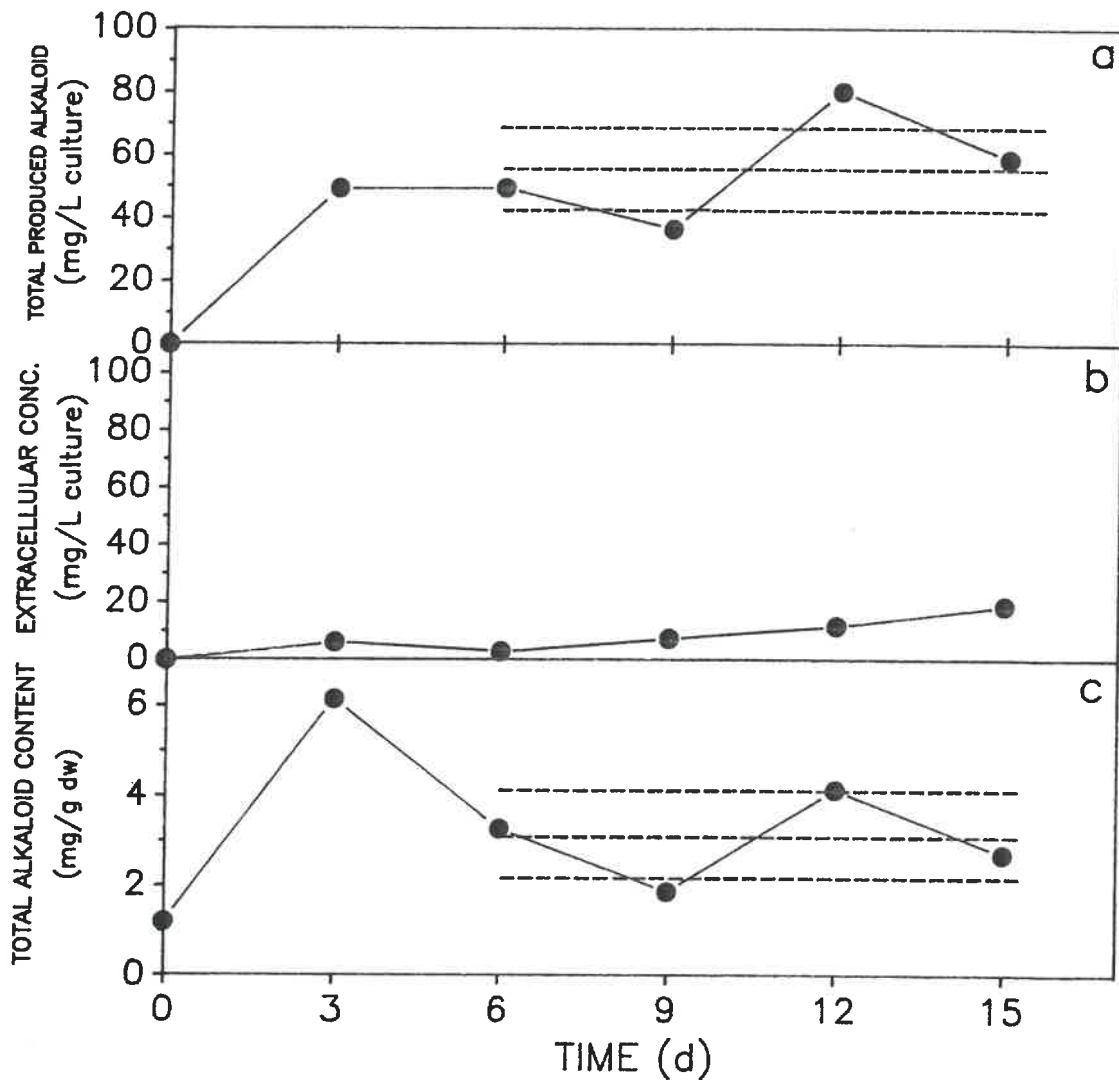 TOTAL PRODUCED ALKALOID
(mg/L culture)
100
80
60
40
20
0
a
EXTRACELLULAR CONC.
(mg/L culture)
100
80
60
40
20
0
b
TOTAL ALKALOID CONTENT
(mg/g dw)
6
4
2
0
c
0 3 6 9 12 15
TIME (d)